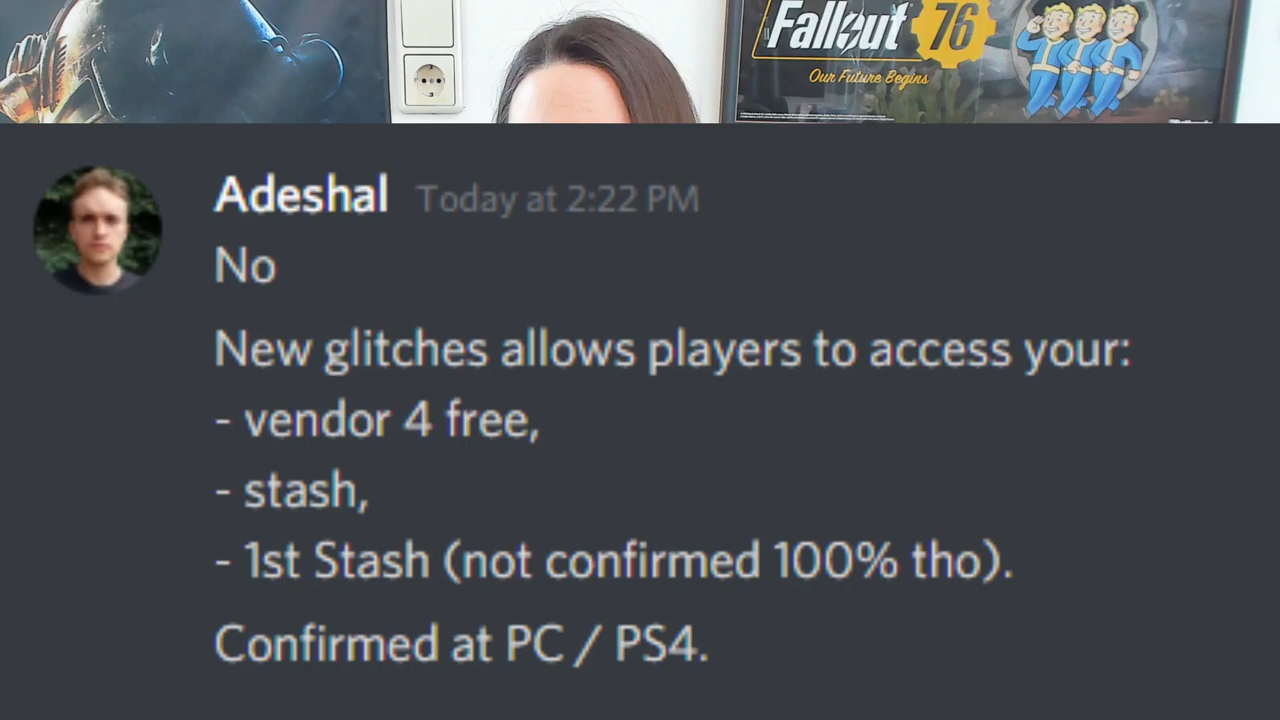 Fallout 76
Our Future Begins
Adeshal Today at 2:22 PM
No
New glitches allows players to access your:
- vendor 4 free,
- stash,
- 1st Stash (not confirmed 100% tho).
Confirmed at PC / PS4.